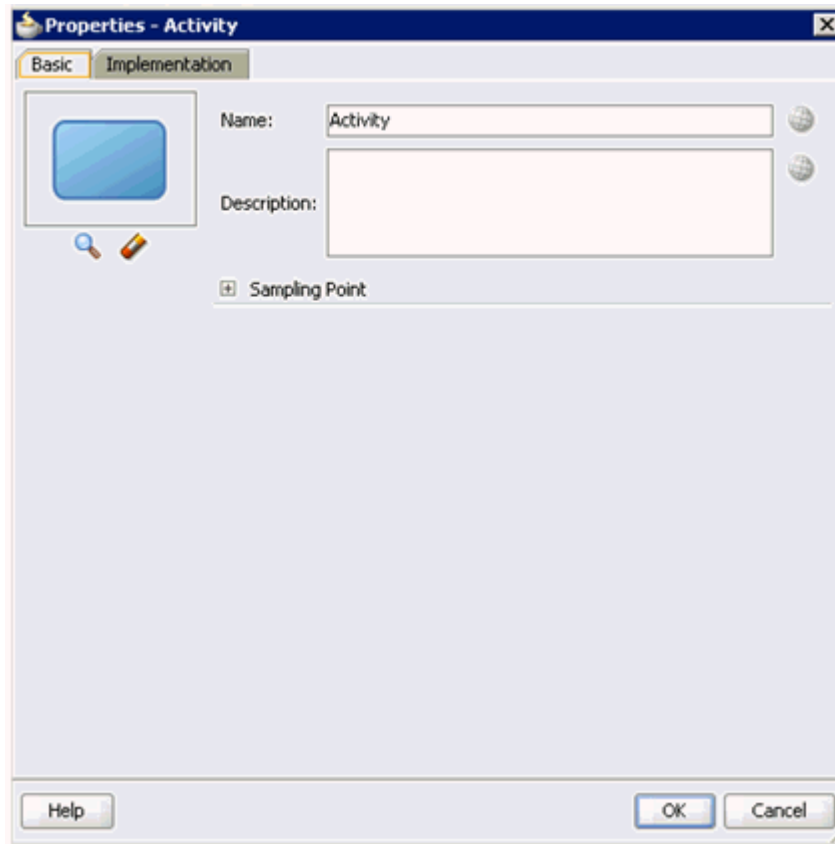 Properties - Activity
Basic Implementation
Name: Activity
Description:
Sampling Point
Help OK Cancel